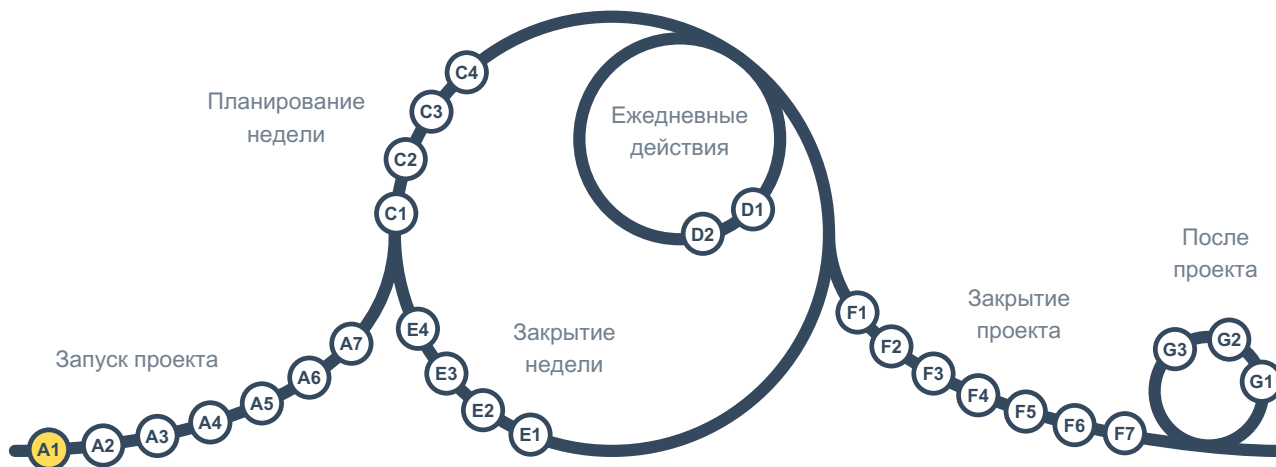 Запуск проекта
A1
A2
A3
A4
A5
A6
A7
Планирование
недели
C1
C2
C3
C4
Ежедневные
действия
D1
D2
Закрытие
недели
E1
E2
E3
E4
Закрытие
проекта
F1
F2
F3
F4
F5
F6
F7
После
проекта
G1
G2
G3